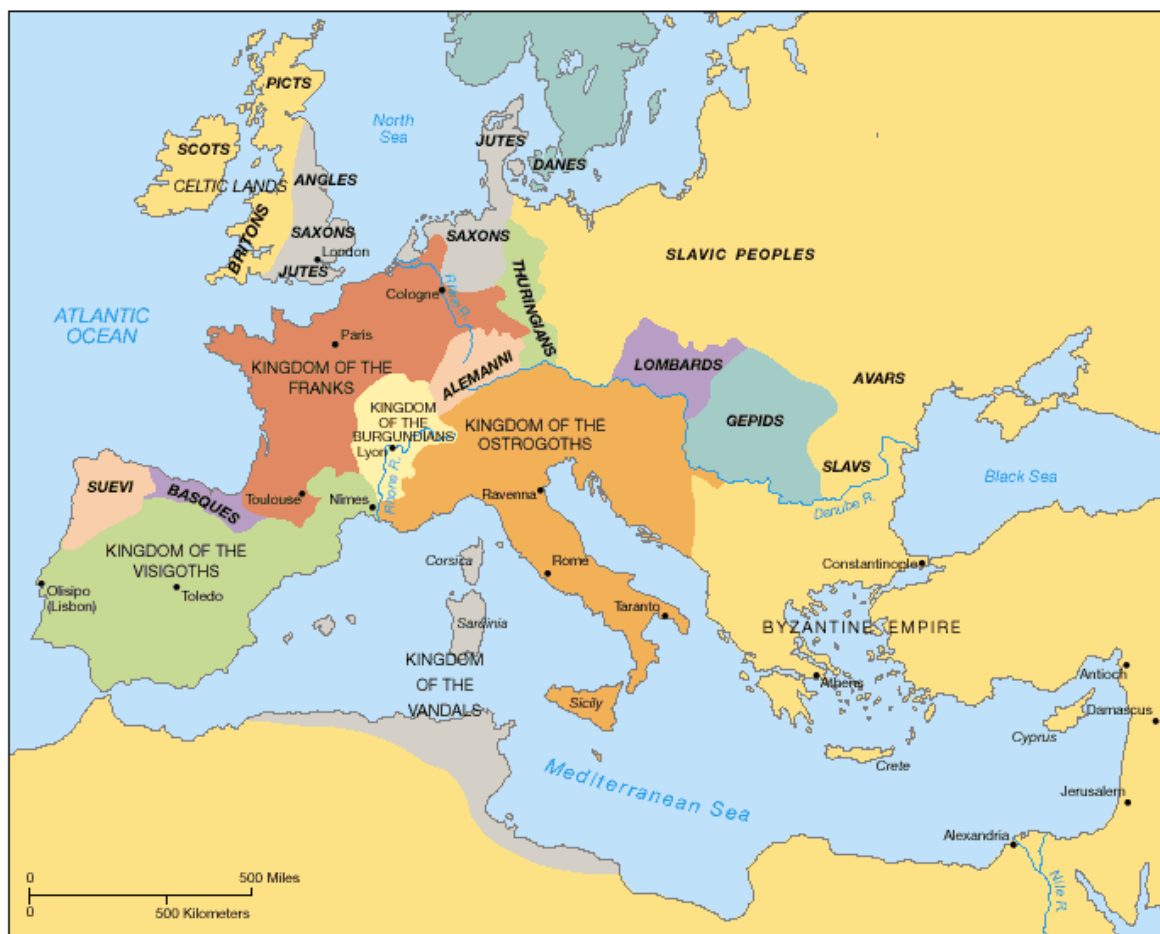 PICTS
North
Sea
JUTES
SCOTS
DANES
CELTIC LANDS
ANGLES
BRITONS
SAXONS
SAXONS
London
JUTES
SLAVIC PEOPLES
THURINGIANS
Rhine R.
Cologne
ATLANTIC
OCEAN
Paris
KINGDOM OF THE
FRANKS
ALEMANNI
LOMBARDS
AVARS
KINGDOM
OF THE
BURGUNDIANS
Lyon
KINGDOM OF THE
OSTROGOTHS
GEPIDS
SLAVS
Black Sea
SUEVI
BASQUES
Toulouse
Nîmes
Rhone R.
Ravenna
Danube R.
KINGDOM OF THE
VISIGOTHS
Corsica
Rome
Constantinople
Olisipo
(Lisbon)
Toledo
Sardinia
Taranto
BYZANTINE EMPIRE
KINGDOM
OF THE
VANDALS
Athens
Antioch
Sicily
Damascus
Cyprus
Crete
Mediterranean Sea
Jerusalem
Alexandria
Nile R.
0 500 Miles
0 500 Kilometers